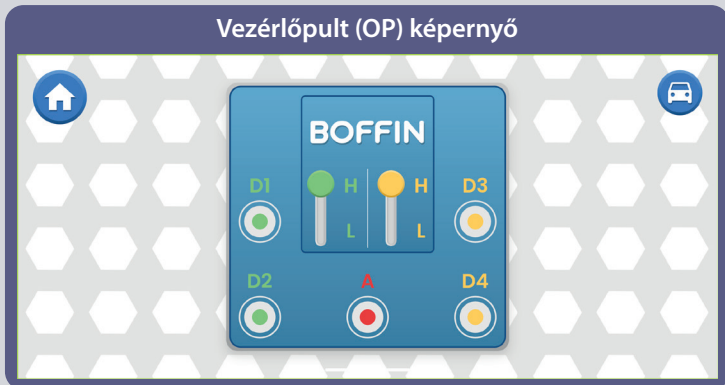 Vezérlőpult (OP) képernyő
BOFFIN
D1 H H D3
L L
D2 A D4